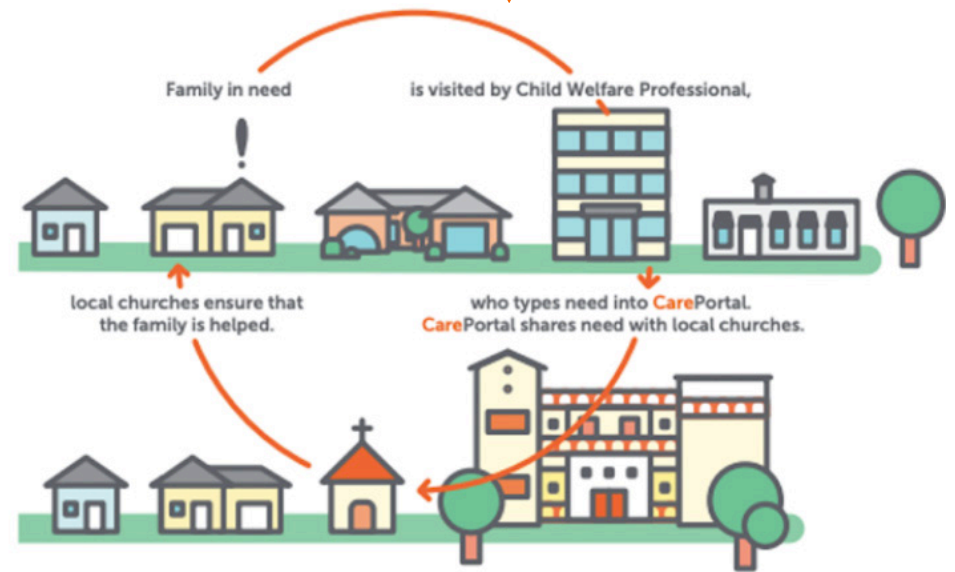 Family in need
is visited by Child Welfare Professional,
who types need into CarePortal.
CarePortal shares need with local churches.
local churches ensure that
the family is helped.